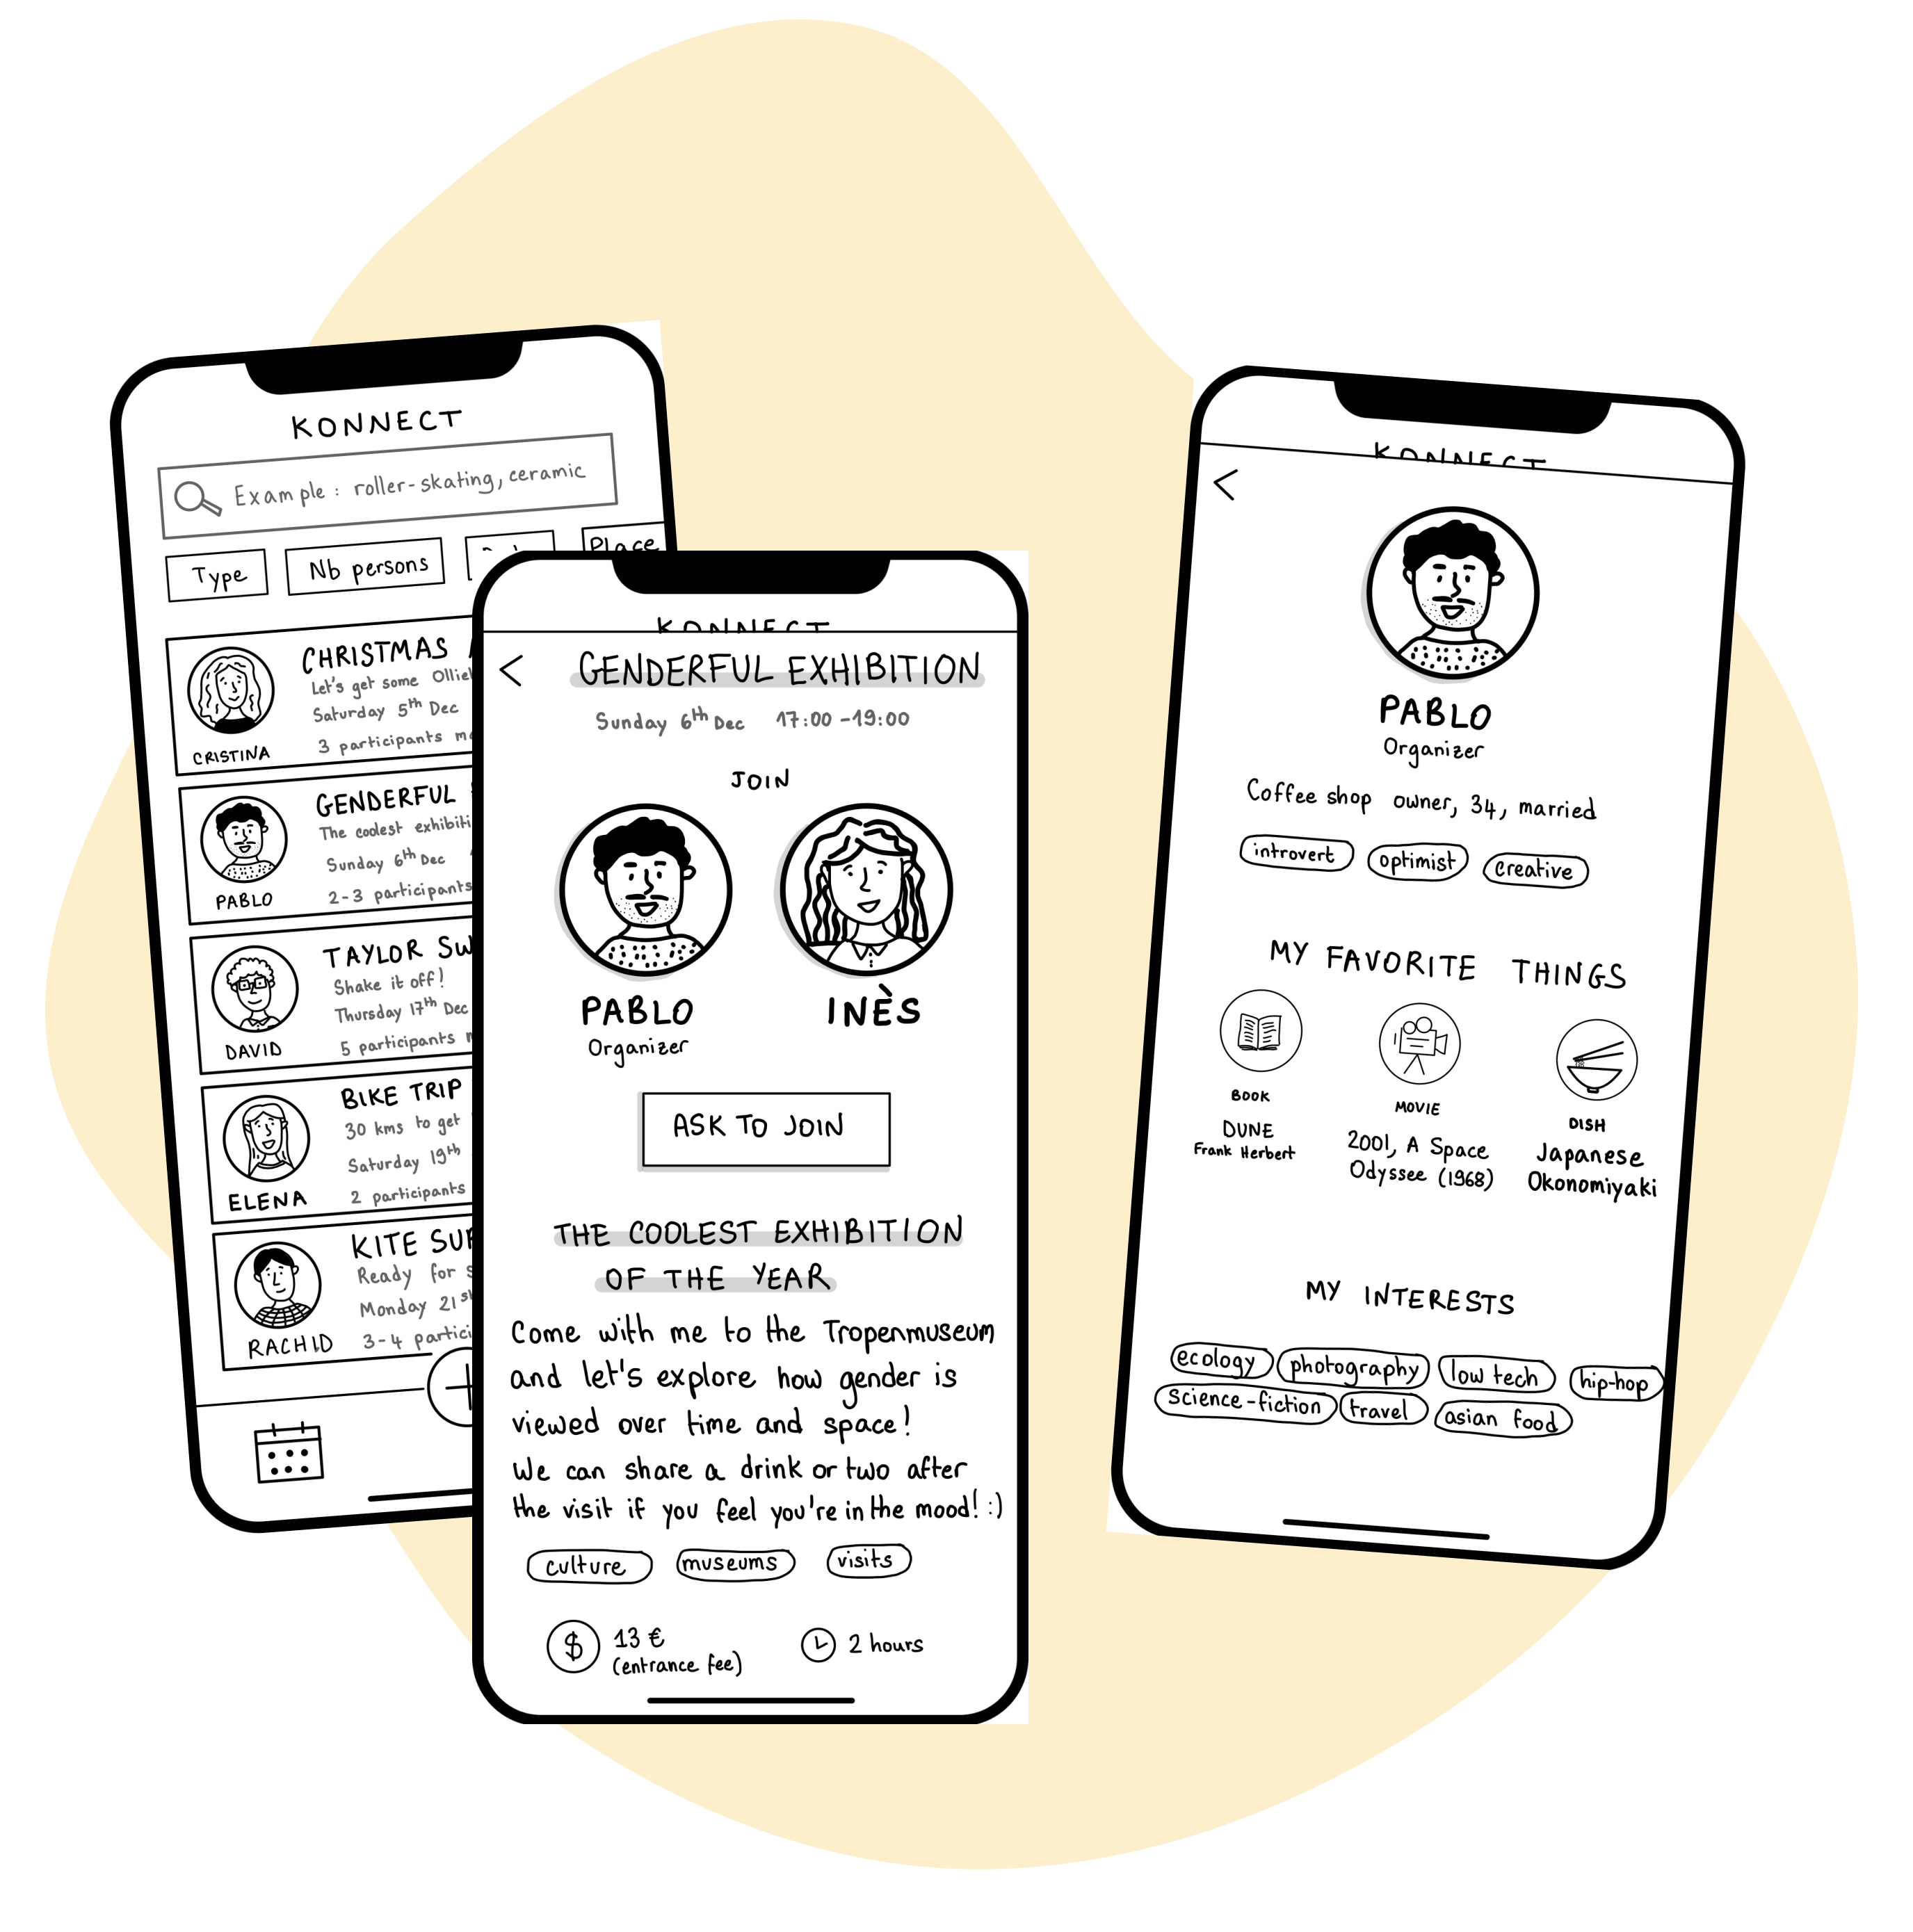 KONNECT
Example : roller-skating, ceramic
Type
Nb persons
Place
CHRISTMAS
Let's get some
Saturday 5th Dec
3 participants
CRISTINA
GENDERFUL
The coolest
Sunday 6th Dec
2-3 participants
PABLO
TAYLOR
Shake it off!
Thursday 17th Dec
5 participants
DAVID
BIKE TRIP
30 kms to get
Saturday 19th
2 participants
ELENA
KITE
Ready for
Monday 21st
3-4
RACHID
KONNECT
GENDERFUL EXHIBITION
Sunday 6th Dec 17:00 -19:00
JOIN
PABLO
Organizer
INÈS
ASK TO JOIN
THE COOLEST EXHIBITION
OF THE YEAR
Come with me to the Tropenmuseum
and let's explore how gender is
viewed over time and space!
We can share a drink or two after
the visit if you feel you're in the mood! :)
culture
museums
visits
$
13 €
(entrance fee)
2 hours
KONNECT
PABLO
Organizer
Coffee shop owner, 34, married
introvert
optimist
creative
MY FAVORITE THINGS
BOOK
DUNE
Frank Herbert
MOVIE
2001, A Space
Odyssee (1968)
DISH
Japanese
Okonomiyaki
MY INTERESTS
ecology
photography
low tech
hip-hop
science-fiction
travel
asian food